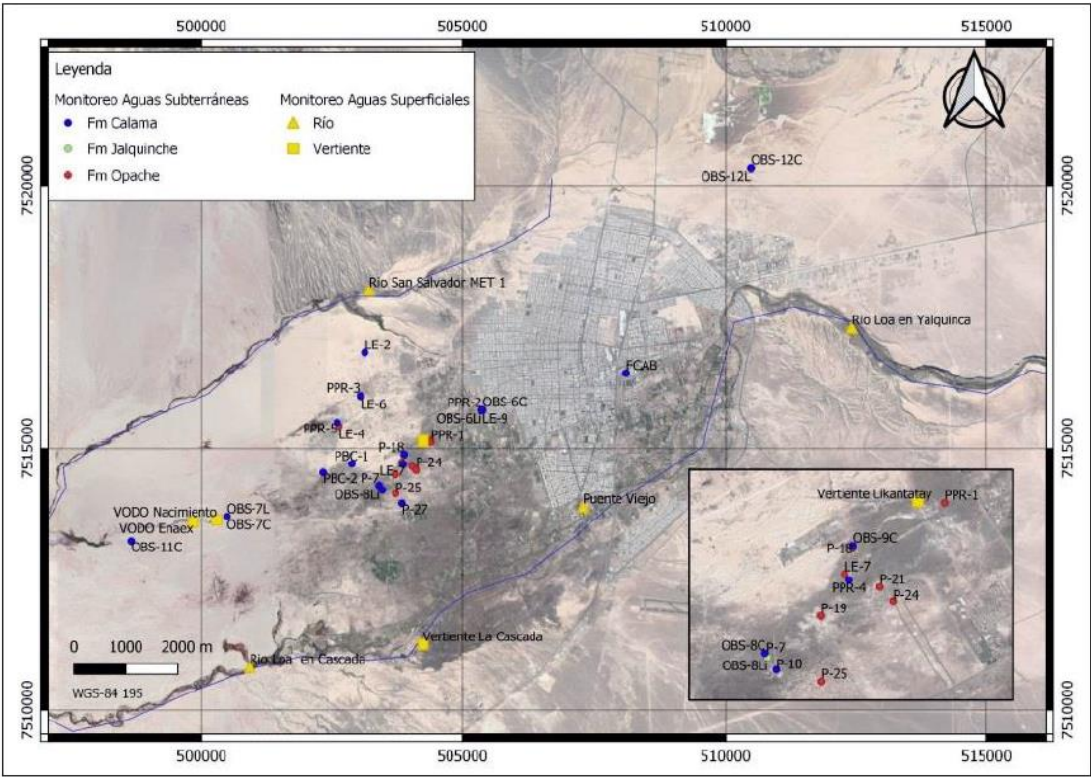 500000
505000
510000
515000
Leyenda
Monitoreo Aguas Subterráneas
Fm Calama
Fm Jalquinche
Fm Opache
Monitoreo Aguas Superficiales
Río
Vertiente
7520000
7520000
OBS-12C
OBS-12L
Río San Salvador MET 1
Rio Loa en Yalquinca
LE-2
FCAB
PPR-3
LE-6
PPR-2
OBS-6C
OBS-6Li
LE-9
LE-4
7515000
7515000
PPR-1
P-18
P-24
PBC-1
PBC-2
P-7
P-25
OBS-8Li
P-27
VODO Nacimiento
OBS-7L
VODO Enaex
OBS-7C
OBS-11C
Puente Viejo
Vertiente La Cascada
Rio Loa en Cascada
Vertiente Likantatay
PPR-1
OBS-9C
P-18
LE-7
PPR-4
P-21
P-24
P-19
OBS-8C
P-7
OBS-8Li
P-10
P-25
0 1000 2000 m
WGS-84 19S
7510000
7510000
500000
505000
510000
515000